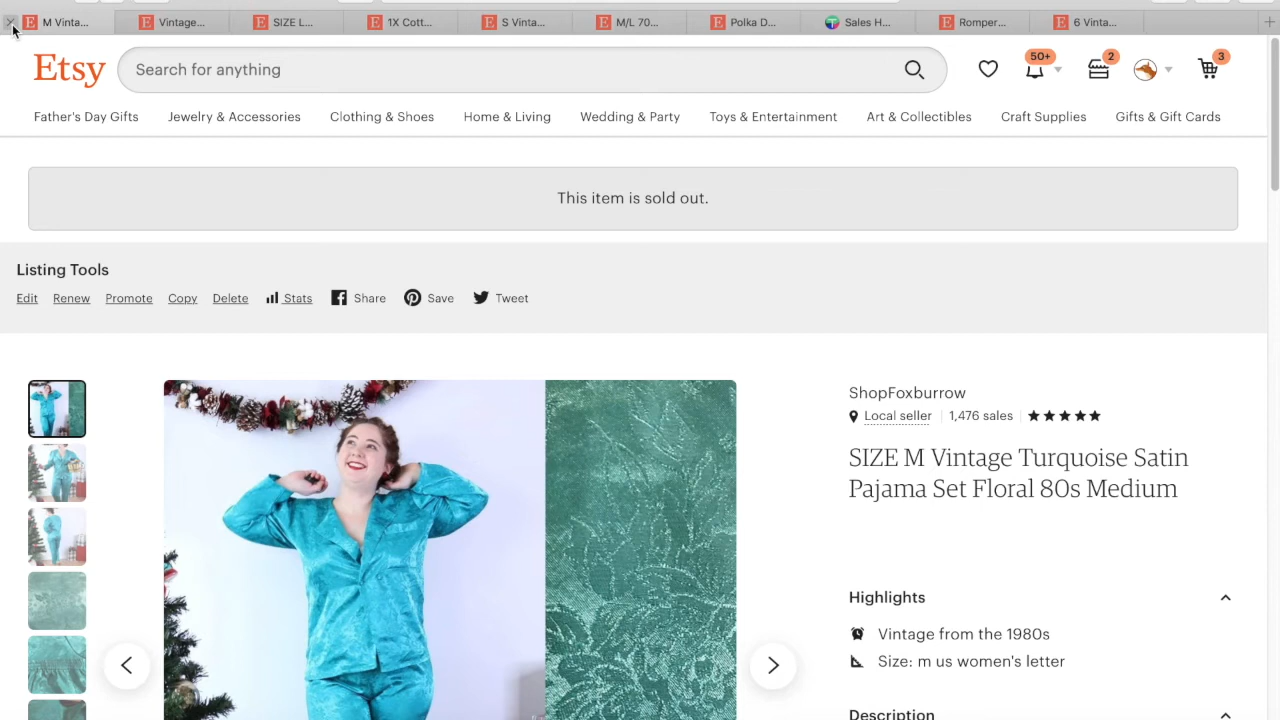 M Vinta...
Vintage...
SIZE L...
1X Cott...
S Vinta...
M/L 70...
Polka D...
Sales H...
Romper...
6 Vinta...
Etsy
Search for anything
50+
2
3
Father's Day Gifts
Jewelry & Accessories
Clothing & Shoes
Home & Living
Wedding & Party
Toys & Entertainment
Art & Collectibles
Craft Supplies
Gifts & Gift Cards
This item is sold out.
Listing Tools
Edit
Renew
Promote
Copy
Delete
Stats
Share
Save
Tweet
ShopFoxburrow
Local seller
1,476 sales
SIZE M Vintage Turquoise Satin
Pajama Set Floral 80s Medium
Highlights
Vintage from the 1980s
Size: m us women's letter
Description